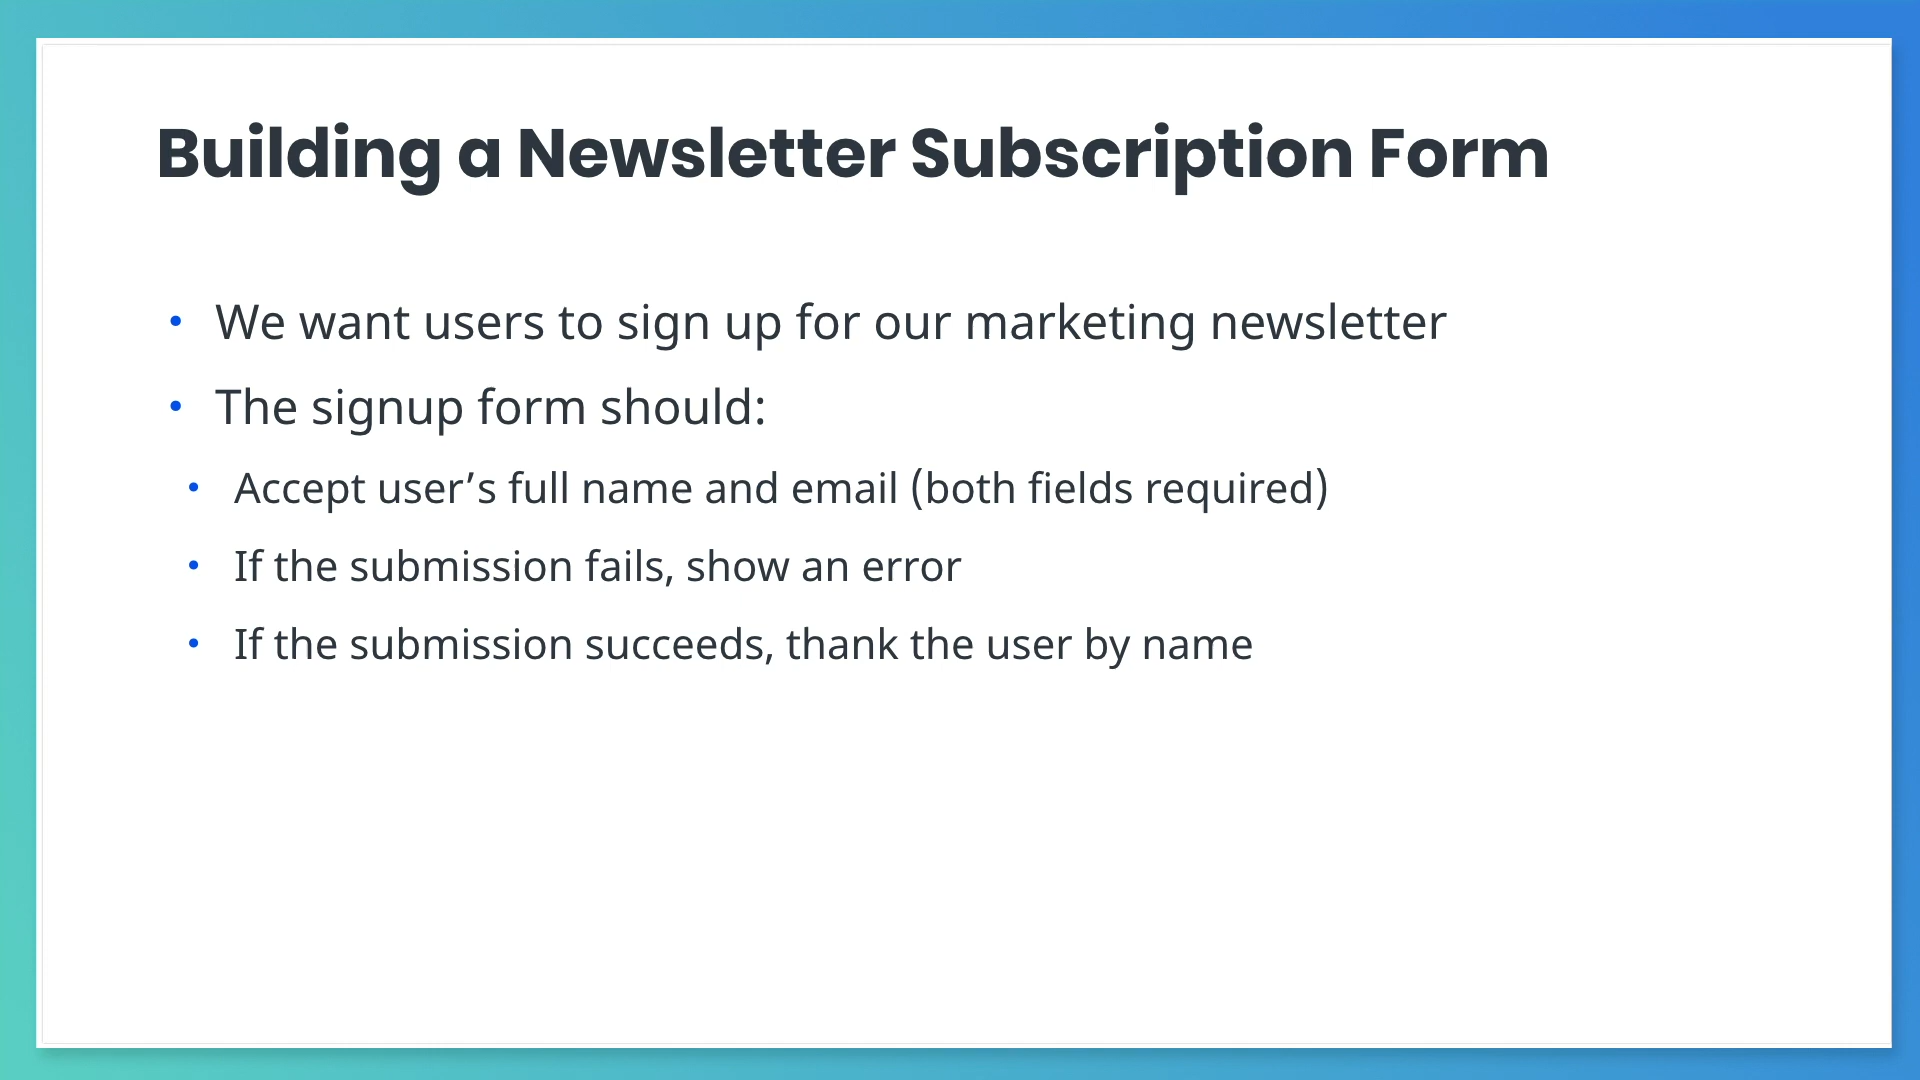 Building a Newsletter Subscription Form
• We want users to sign up for our marketing newsletter
• The signup form should:
• Accept user’s full name and email (both fields required)
• If the submission fails, show an error
• If the submission succeeds, thank the user by name